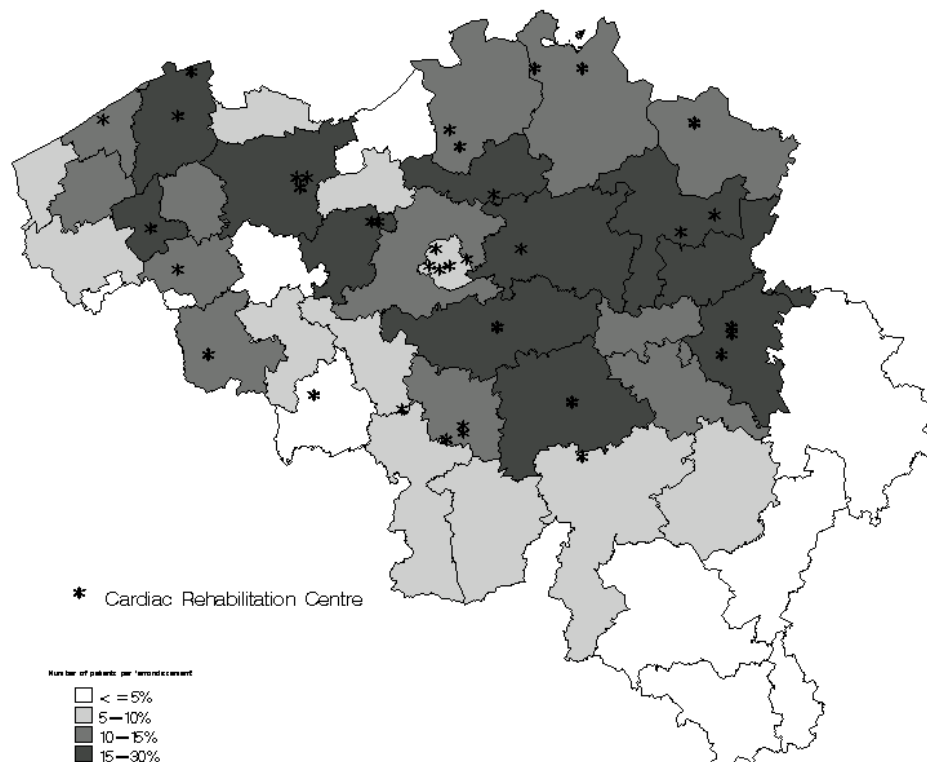 * Cardiac Rehabilitation Centre
Number of patients per 'arrondissement'
< = 5%
5-10%
10-15%
15-30%